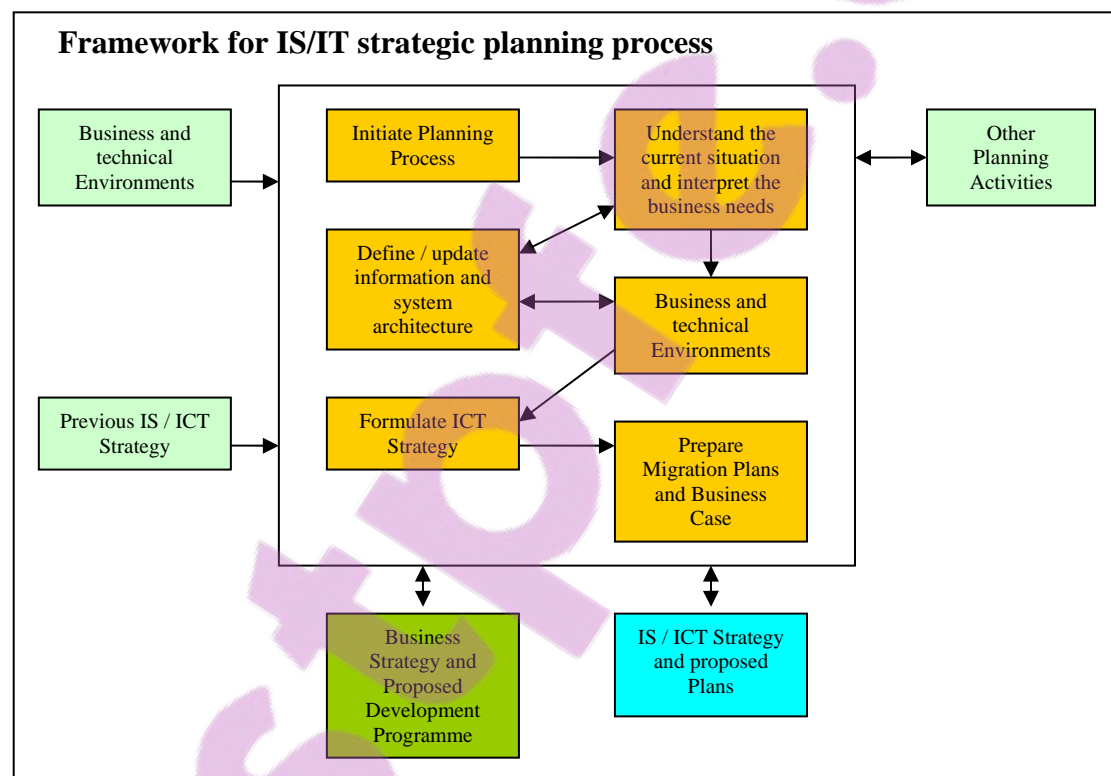 Framework for IS/IT strategic planning process
Business and
technical
Environments
Initiate Planning
Process
Understand the
current situation
and interpret the
business needs
Other
Planning
Activities
Define / update
information and
system
architecture
Business and
technical
Environments
Previous IS / ICT
Strategy
Formulate ICT
Strategy
Prepare
Migration Plans
and Business
Case
Business
Strategy and
Proposed
Development
Programme
IS / ICT Strategy
and proposed
Plans